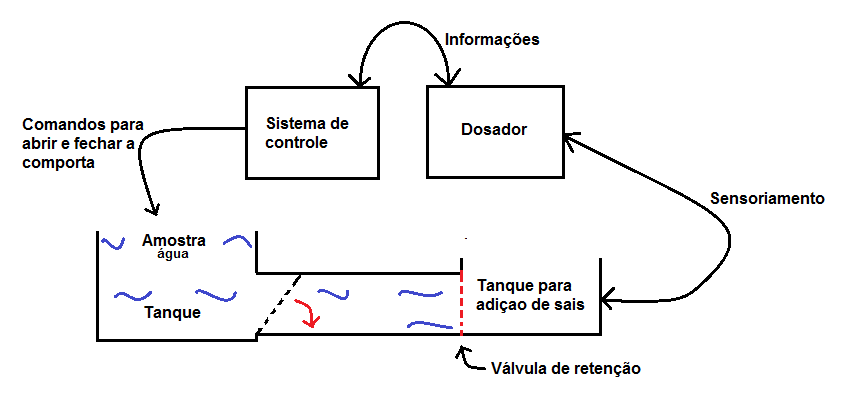 Informações
Sistema de
controle
Dosador
Comandos para
abrir e fechar a
comporta
Sensoriamento
Amostra
água
Tanque
Tanque para
adiçao de sais
Válvula de retenção